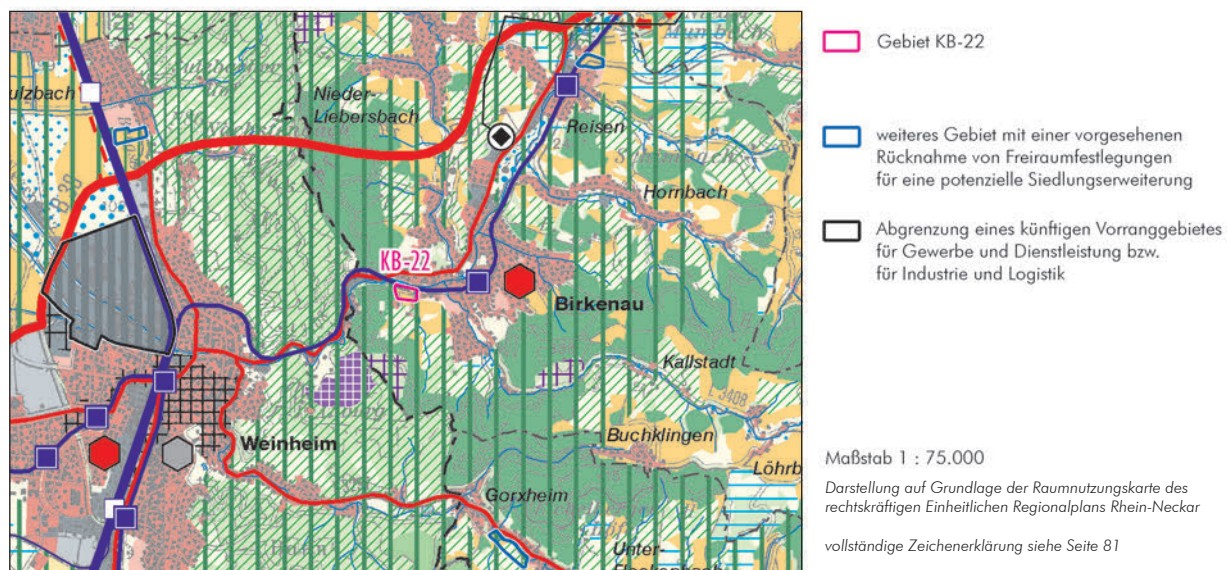 ulzbach
B 3
Nieder-
Liebersbach
Reisen
Hornbach
KB-22
Birkenau
Kallstadt
L 3408
Weinheim
Buchklingen
Löhrb
Gorxheim
Unter-
Gebiet KB-22
weiteres Gebiet mit einer vorgesehenen
Rücknahme von Freiraumfestlegungen
für eine potenzielle Siedlungserweiterung
Abgrenzung eines künftigen Vorranggebietes
für Gewerbe und Dienstleistung bzw.
für Industrie und Logistik
Maßstab 1 : 75.000
Darstellung auf Grundlage der Raumnutzungskarte des
rechtskräftigen Einheitlichen Regionalplans Rhein-Neckar
vollständige Zeichenerklärung siehe Seite 81